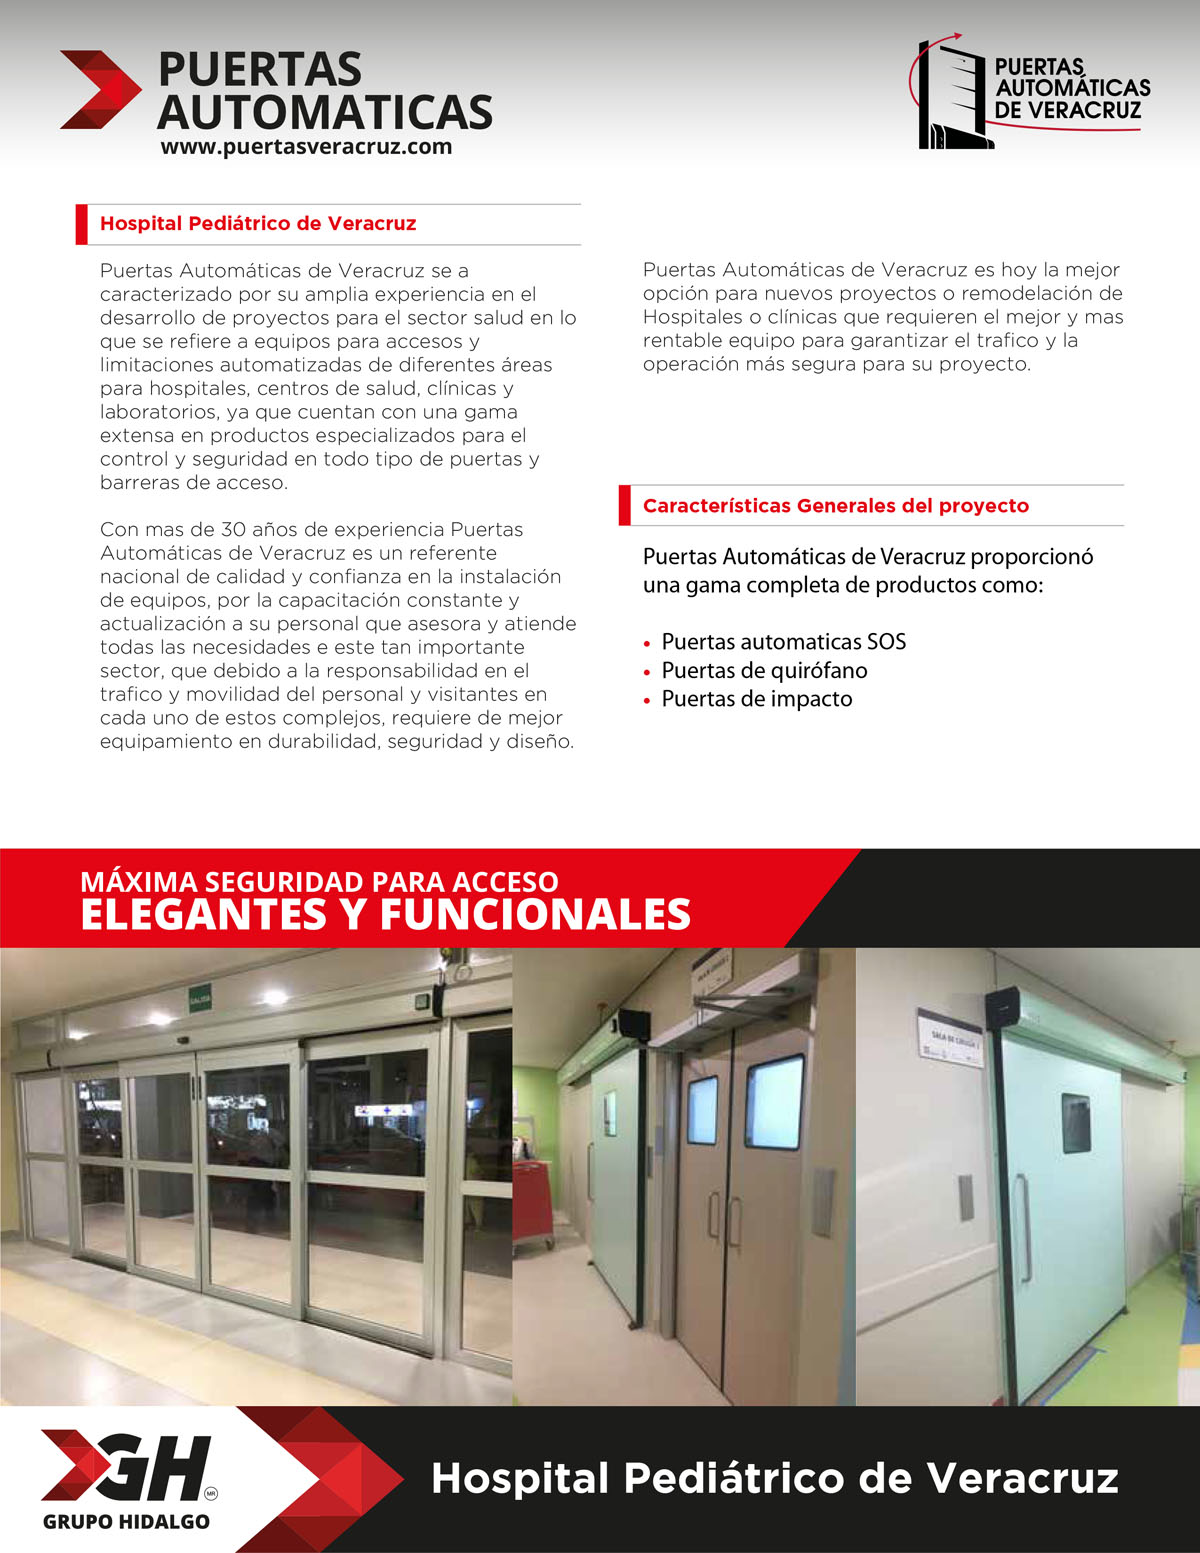 PUERTAS
AUTOMATICAS
www.puertasveracruz.com
PUERTAS
AUTOMÁTICAS
DE VERACRUZ
Hospital Pediátrico de Veracruz
Puertas Automáticas de Veracruz se a
caracterizado por su amplia experiencia en el
desarrollo de proyectos para el sector salud en lo
que se refiere a equipos para accesos y
limitaciones automatizadas de diferentes áreas
para hospitales, centros de salud, clínicas y
laboratorios, ya que cuentan con una gama
extensa en productos especializados para el
control y seguridad en todo tipo de puertas y
barreras de acceso.
Con mas de 30 años de experiencia Puertas
Automáticas de Veracruz es un referente
nacional de calidad y confianza en la instalación
de equipos, por la capacitación constante y
actualización a su personal que asesora y atiende
todas las necesidades e este tan importante
sector, que debido a la responsabilidad en el
trafico y movilidad del personal y visitantes en
cada uno de estos complejos, requiere de mejor
equipamiento en durabilidad, seguridad y diseño.
Puertas Automáticas de Veracruz es hoy la mejor
opción para nuevos proyectos o remodelación de
Hospitales o clínicas que requieren el mejor y mas
rentable equipo para garantizar el trafico y la
operación más segura para su proyecto.
Características Generales del proyecto
Puertas Automáticas de Veracruz proporcionó
una gama completa de productos como:
• Puertas automaticas SOS
• Puertas de quirófano
• Puertas de impacto
MÁXIMA SEGURIDAD PARA ACCESO
ELEGANTES Y FUNCIONALES
SALIDA
SALA DE CIRUGÍA 2
GH
MR
GRUPO HIDALGO
Hospital Pediátrico de Veracruz